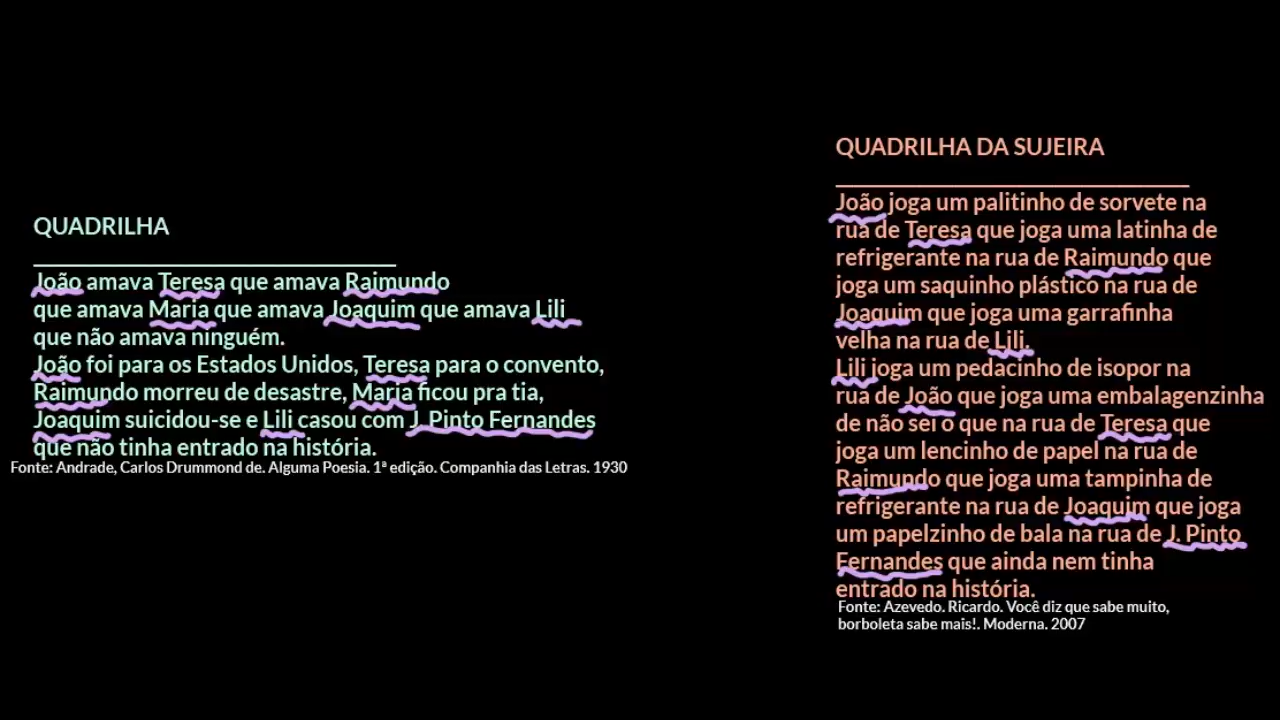 QUADRILHA
João amava Teresa que amava Raimundo
que amava Maria que amava Joaquim que amava Lili
que não amava ninguém.
João foi para os Estados Unidos, Teresa para o convento,
Raimundo morreu de desastre, Maria ficou pra tia,
Joaquim suicidou-se e Lili casou com J. Pinto Fernandes
que não tinha entrado na história.
Fonte: Andrade, Carlos Drummond de. Alguma Poesia. 1ª edição. Companhia das Letras. 1930
QUADRILHA DA SUJEIRA
João joga um palitinho de sorvete na
rua de Teresa que joga uma latinha de
refrigerante na rua de Raimundo que
joga um saquinho plástico na rua de
Joaquim que joga uma garrafinha
velha na rua de Lili.
Lili joga um pedacinho de isopor na
rua de João que joga uma embalagenzinha
de não sei o que na rua de Teresa que
joga um lencinho de papel na rua de
Raimundo que joga uma tampinha de
refrigerante na rua de Joaquim que joga
um papelzinho de bala na rua de J. Pinto
Fernandes que ainda nem tinha
entrado na história.
Fonte: Azevedo. Ricardo. Você diz que sabe muito,
borboleta sabe mais!. Moderna. 2007